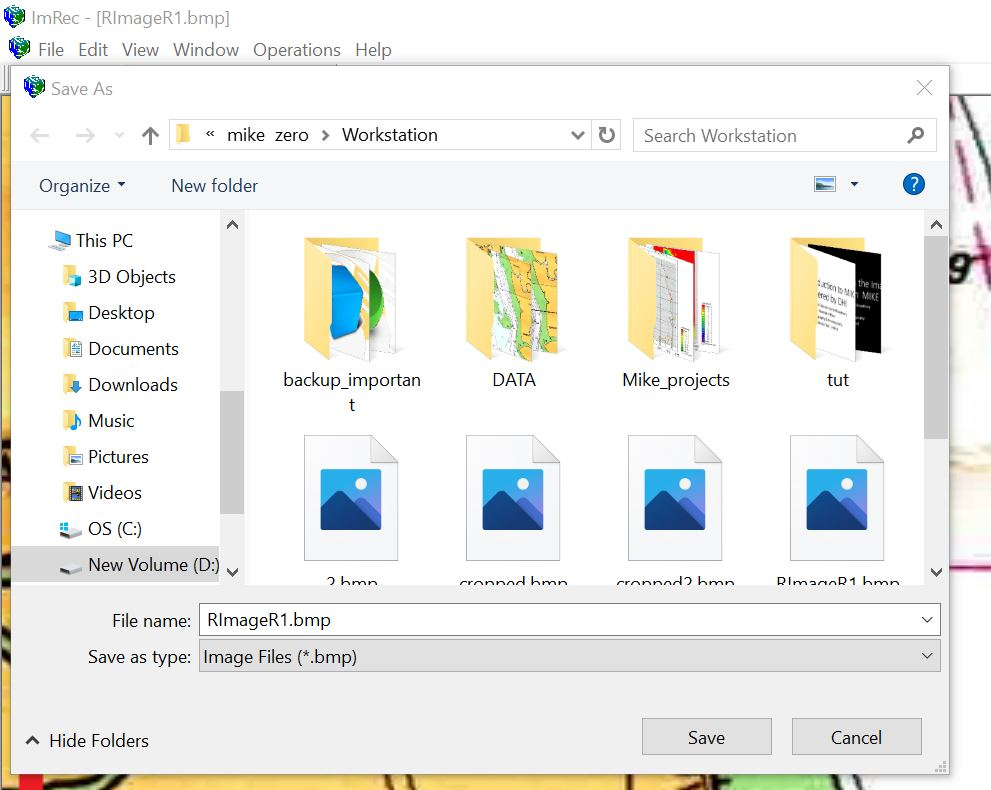 ImRec - [RImageR1.bmp]
File Edit View Window Operations Help
Save As
« mike zero > Workstation
Search Workstation
Organize
New folder
This PC
3D Objects
Desktop
Documents
Downloads
Music
Pictures
Videos
OS (C:)
New Volume (D:)
backup_importan
t
DATA
Mike_projects
tut
2.bmp
cropped.bmp
cropped2.bmp
RImageR1.bmp
9
File name: RImageR1.bmp
Save as type: Image Files (*.bmp)
Hide Folders
Save
Cancel